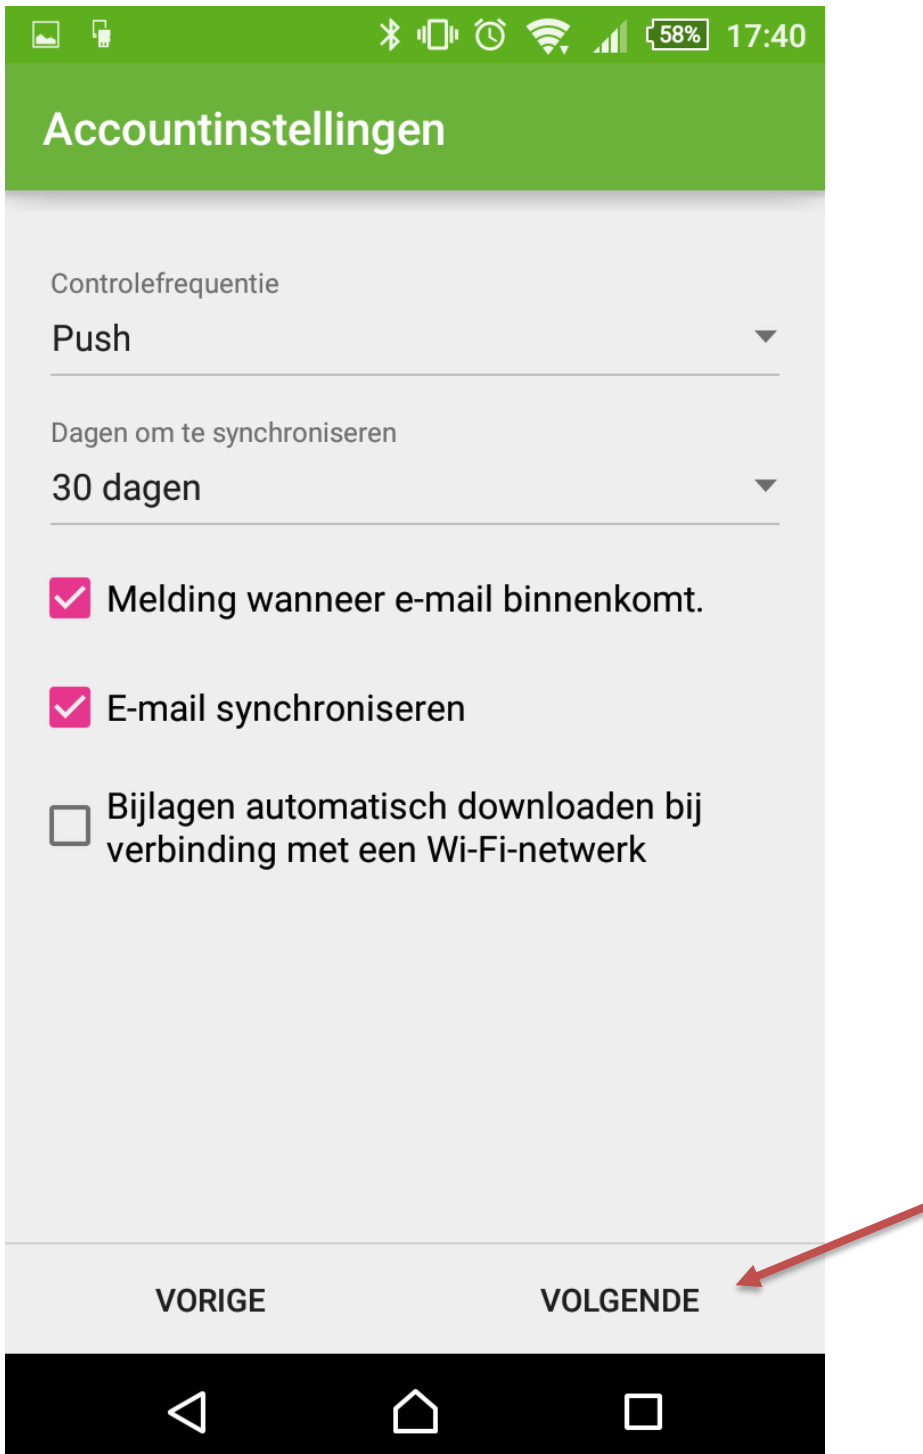 58% 17:40
Accountinstellingen
Controlefrequentie
Push
Dagen om te synchroniseren
30 dagen
Melding wanneer e-mail binnenkomt.
E-mail synchroniseren
Bijlagen automatisch downloaden bij
verbinding met een Wi-Fi-netwerk
VORIGE VOLGENDE